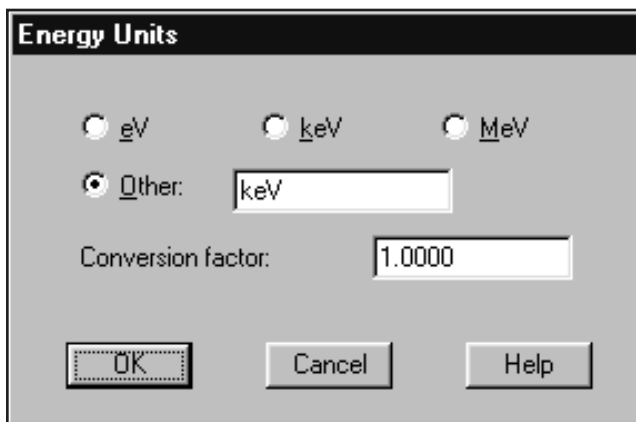 Energy Units
eV keV MeV
Other: keV
Conversion factor: 1.0000
OK Cancel Help